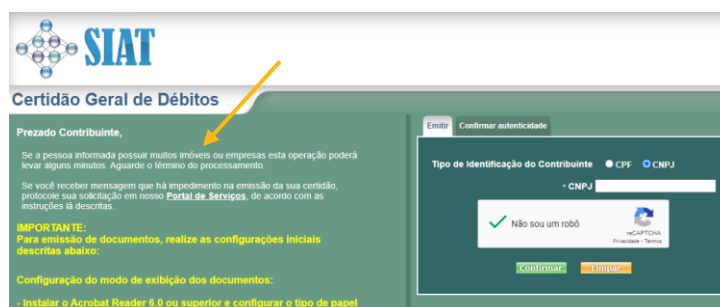 SIAT
Certidão Geral de Débitos
Prezado Contribuinte,
Se a pessoa informada possuir muitos imóveis ou empresas esta operação poderá
levar alguns minutos. Aguarde o término do processamento.
Se você receber mensagem que há impedimento na emissão da sua certidão,
protocole sua solicitação em nosso Portal de Serviços, de acordo com as
instruções lá descritas.
IMPORTANTE:
Para emissão de documentos, realize as configurações iniciais
descritas abaixo:
Configuração do modo de exibição dos documentos:
- Instalar o Acrobat Reader 6.0 ou superior e configurar o tipo de papel
Emitir Confirmar autenticidade
Tipo de Identificação do Contribuinte CPF CNPJ
• CNPJ
Não sou um robô
reCAPTCHA
Privacidade - Termos
Confirmar Limpar